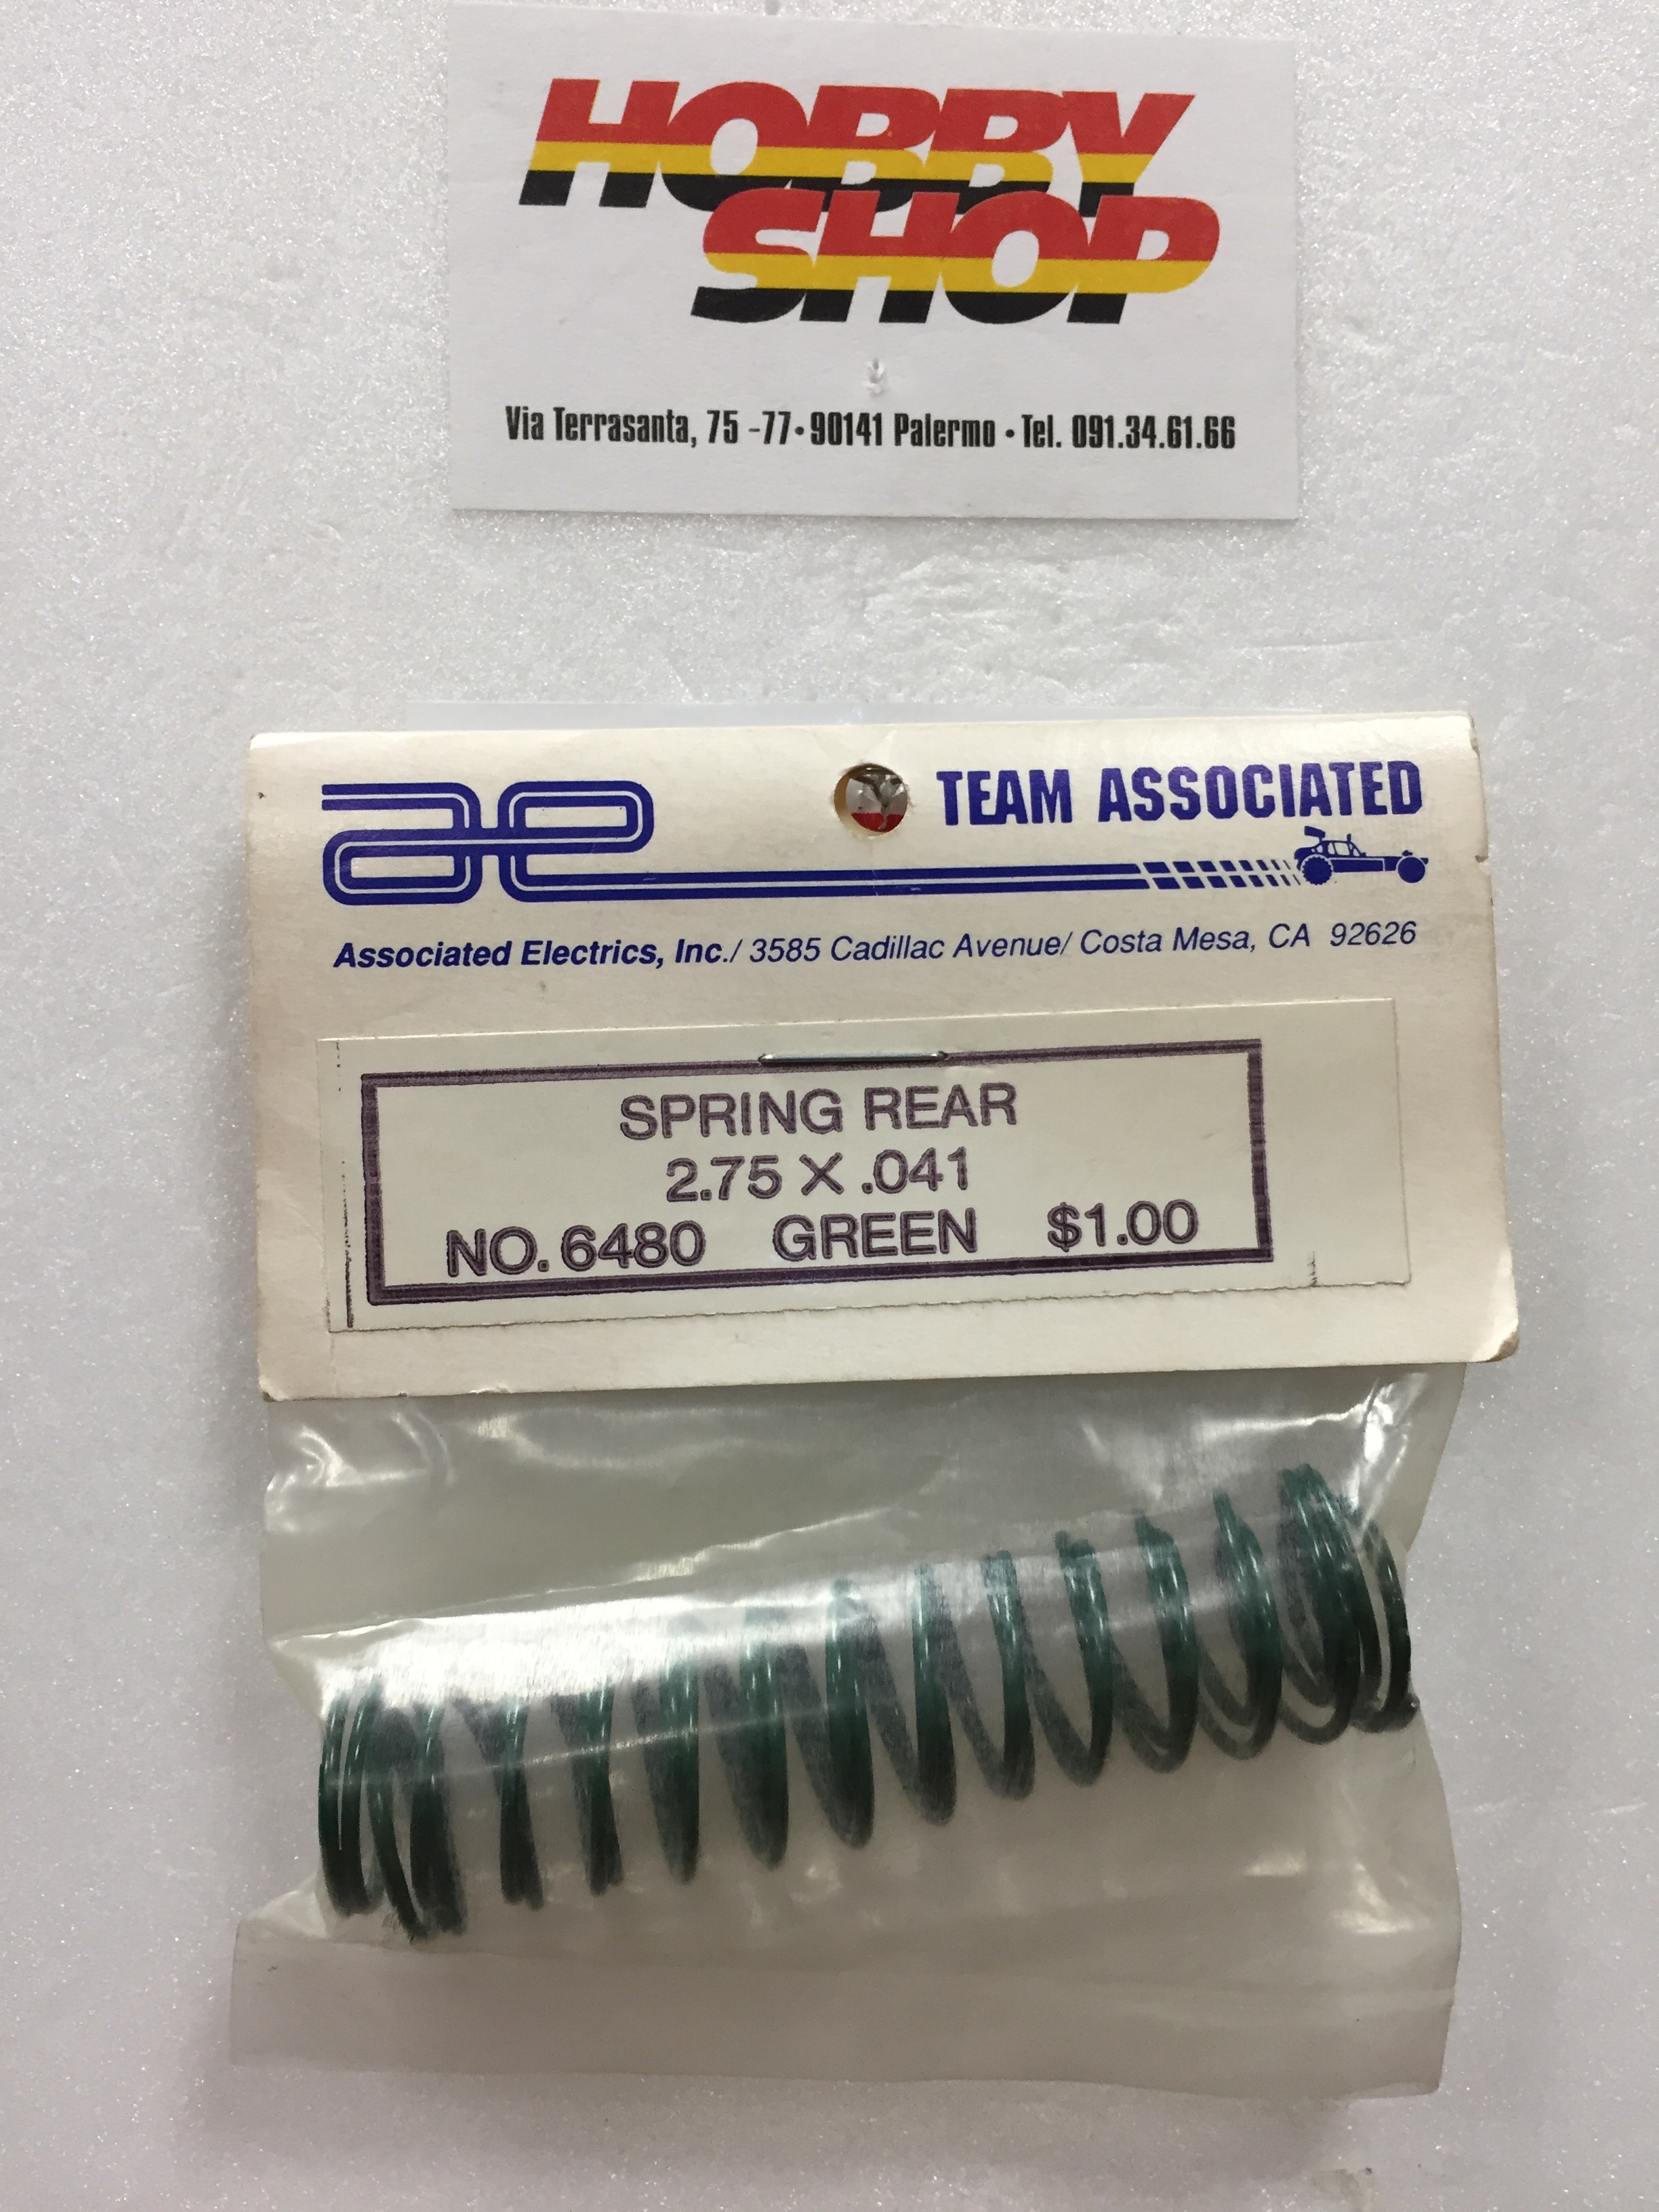 HOBBY
SHOP
Via Terrasanta, 75 -77 • 90141 Palermo • Tel. 091.34.61.66
ae TEAM ASSOCIATED
Associated Electrics, Inc./ 3585 Cadillac Avenue/ Costa Mesa, CA 92626
SPRING REAR
2.75 X .041
NO. 6480 GREEN $1.00